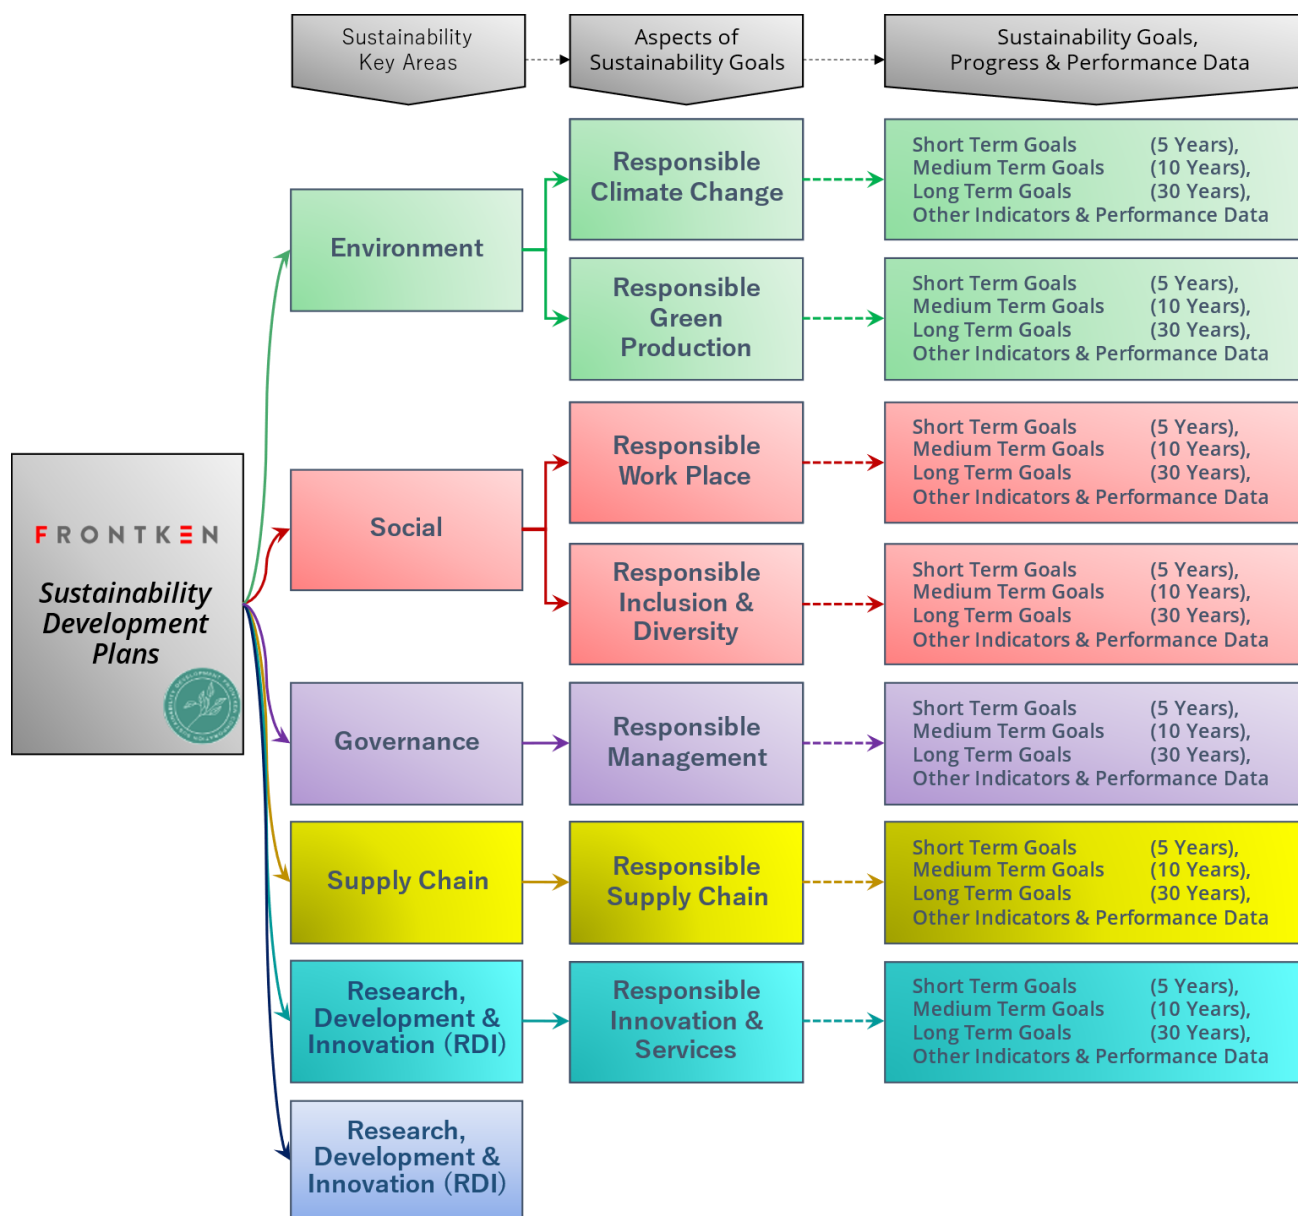 Sustainability
Key Areas
Aspects of
Sustainability Goals
Sustainability Goals,
Progress & Performance Data
FRONTKEN
Sustainability
Development
Plans
Environment
Responsible
Climate Change
Short Term Goals (5 Years),
Medium Term Goals (10 Years),
Long Term Goals (30 Years),
Other Indicators & Performance Data
Responsible
Green
Production
Short Term Goals (5 Years),
Medium Term Goals (10 Years),
Long Term Goals (30 Years),
Other Indicators & Performance Data
Social
Responsible
Work Place
Short Term Goals (5 Years),
Medium Term Goals (10 Years),
Long Term Goals (30 Years),
Other Indicators & Performance Data
Responsible
Inclusion &
Diversity
Short Term Goals (5 Years),
Medium Term Goals (10 Years),
Long Term Goals (30 Years),
Other Indicators & Performance Data
Governance
Responsible
Management
Short Term Goals (5 Years),
Medium Term Goals (10 Years),
Long Term Goals (30 Years),
Other Indicators & Performance Data
Supply Chain
Responsible
Supply Chain
Short Term Goals (5 Years),
Medium Term Goals (10 Years),
Long Term Goals (30 Years),
Other Indicators & Performance Data
Research,
Development &
Innovation (RDI)
Responsible
Innovation &
Services
Short Term Goals (5 Years),
Medium Term Goals (10 Years),
Long Term Goals (30 Years),
Other Indicators & Performance Data
Research,
Development &
Innovation (RDI)